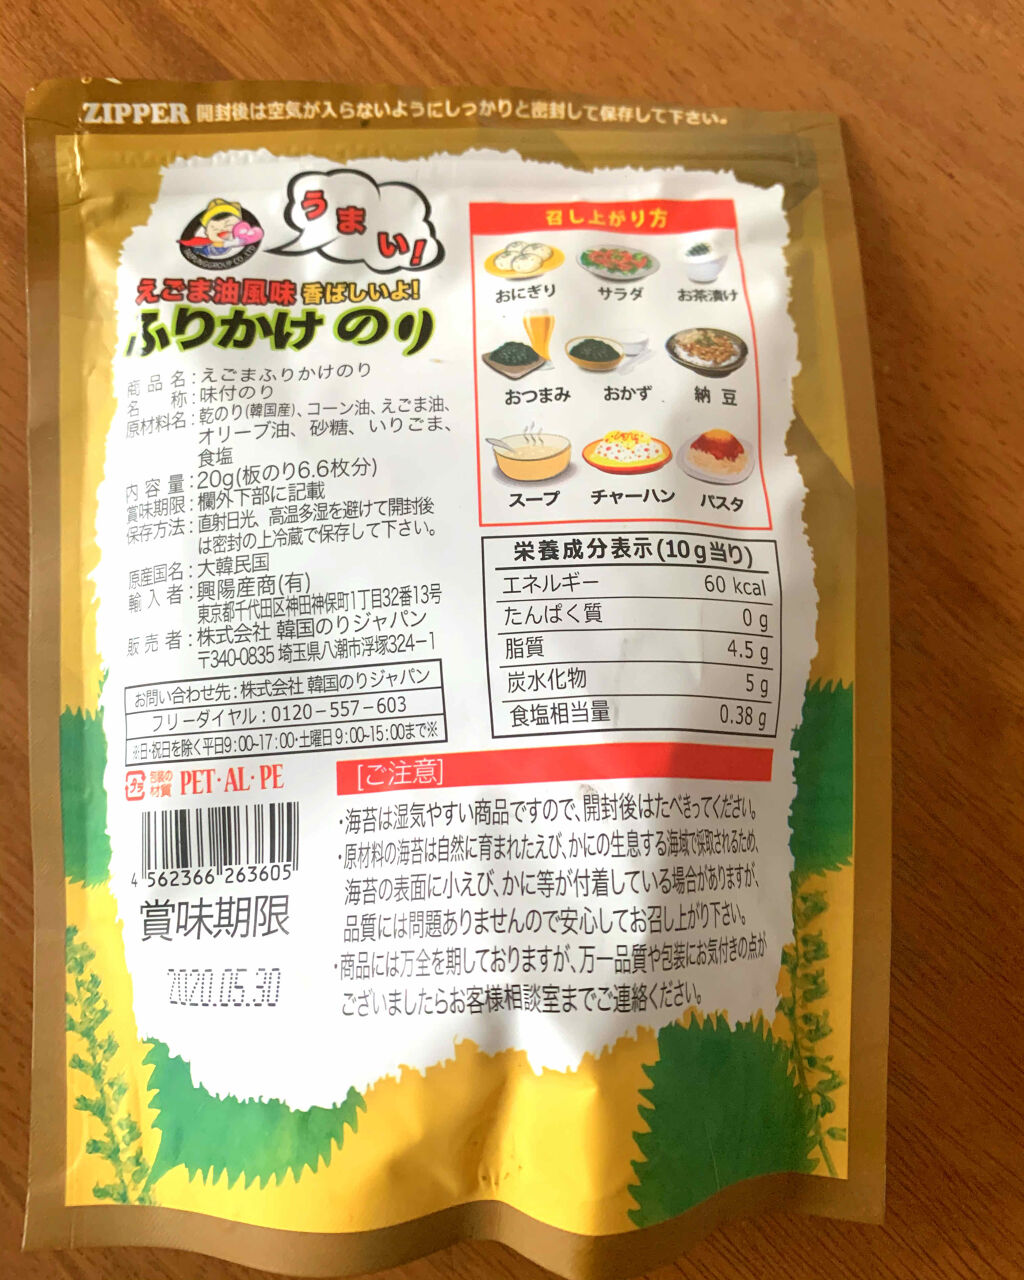 ZIPPER 開封後は空気が入らないようにしっかりと密封して保存して下さい。
うまい!
えごま油風味 香ばしいよ!
ふりかけのり
商品名:えごまふりかけのり
名称:味付のり
原材料名:乾のり(韓国産)、コーン油、えごま油、
オリーブ油、砂糖、いりごま、
食塩
内容量:20g(板のり6.6枚分)
賞味期限:欄外下部に記載
保存方法:直射日光、高温多湿を避けて開封後
は密封の上冷蔵で保存して下さい。
原産国名:大韓民国
輸入者:興陽産商(有)
東京都千代田区神田神保町1丁目32番13号
販売者:株式会社 韓国のりジャパン
〒340-0835 埼玉県八潮市浮塚324-1
お問い合わせ先:株式会社 韓国のりジャパン
フリーダイヤル:0120-557-603
※日・祝日を除く平日9:00-17:00・土曜日9:00-15:00まで※
プラ 包装の材質 PET・AL・PE
4 562366 263605
賞味期限
2020.05.30
召し上がり方
おにぎり サラダ お茶漬け
おつまみ おかず 納豆
スープ チャーハン パスタ
栄養成分表示(10g当り)
エネルギー 60 kcal
たんぱく質 0 g
脂質 4.5 g
炭水化物 5 g
食塩相当量 0.38 g
[ご注意]
・海苔は湿気やすい商品ですので、開封後はたべきってください。
・原材料の海苔は自然に育まれたえび、かにの生息する海域で採取されるため、
海苔の表面に小えび、かに等が付着している場合がありますが、
品質には問題ありませんので安心してお召し上がり下さい。
・商品には万全を期しておりますが、万一品質や包装にお気付きの点が
ございましたらお客様相談室までご連絡ください。